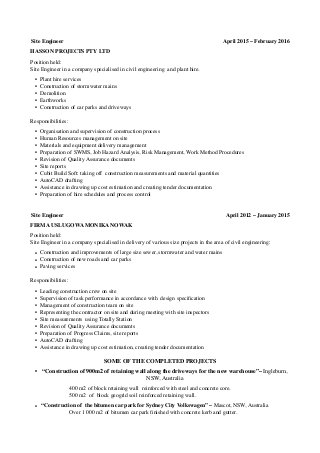 Site Engineer April 2015 – February 2016
HASSON PROJECTS PTY LTD
Position held:
Site Engineer in a company specialised in civil engineering and plant hire
• Plant hire services
• Construction of stormwater mains
• Demolition
• Earthworks
• Construction of car parks and driveways
Responsibilities:
• Organisation and supervision of construction process
• Human Resources management on site
• Materials and equipment delivery management
• Preparation of SWMS, Job Hazard Analysis, Risk Management, Work Method Procedures
• Revision of Quality Assurance documents
• Site reports
• Cubit Build Soft taking off construction measurements and material quantities
• AutoCAD drafting
• Assistance in drawing up cost estimation and creating tender documentation
• Preparation of hire schedules and process control
Site Engineer April 2012 – January 2015
FIRMA USLUGOWA MONIKA NOWAK
Position held:
Site Engineer in a company specialised in delivery of various size projects in the area of civil engineering:
• Construction and improvements of large size sewer, stormwater and water mains
• Construction of new roads and car parks
• Paving services
Responsibilities:
• Leading construction crew on site
• Supervision of task performance in accordance with design specification
• Management of construction team on site
• Representing the contractor on site and during meeting with site inspectors
• Site measurements using Totally Station
• Revision of Quality Assurance documents
• Preparation of Progress Claims, site reports
• AutoCAD drafting
• Assistance in drawing up cost estimation, creating tender documentation
SOME OF THE COMPLETED PROJECTS
• “Construction of 900m2 of retaining wall along the driveways for the new warehouse” – Ingleburn,
NSW, Australia
400 m2 of block retaining wall reinforced with steel and concrete core.
500 m2 of block geogrid soil reinforced retaining wall.
• “Construction of the bitumen car park for Sydney City Volkswagen” – Mascot, NSW, Australia
Over 1 000 m2 of bitumen car park finished with concrete kerb and gutter.